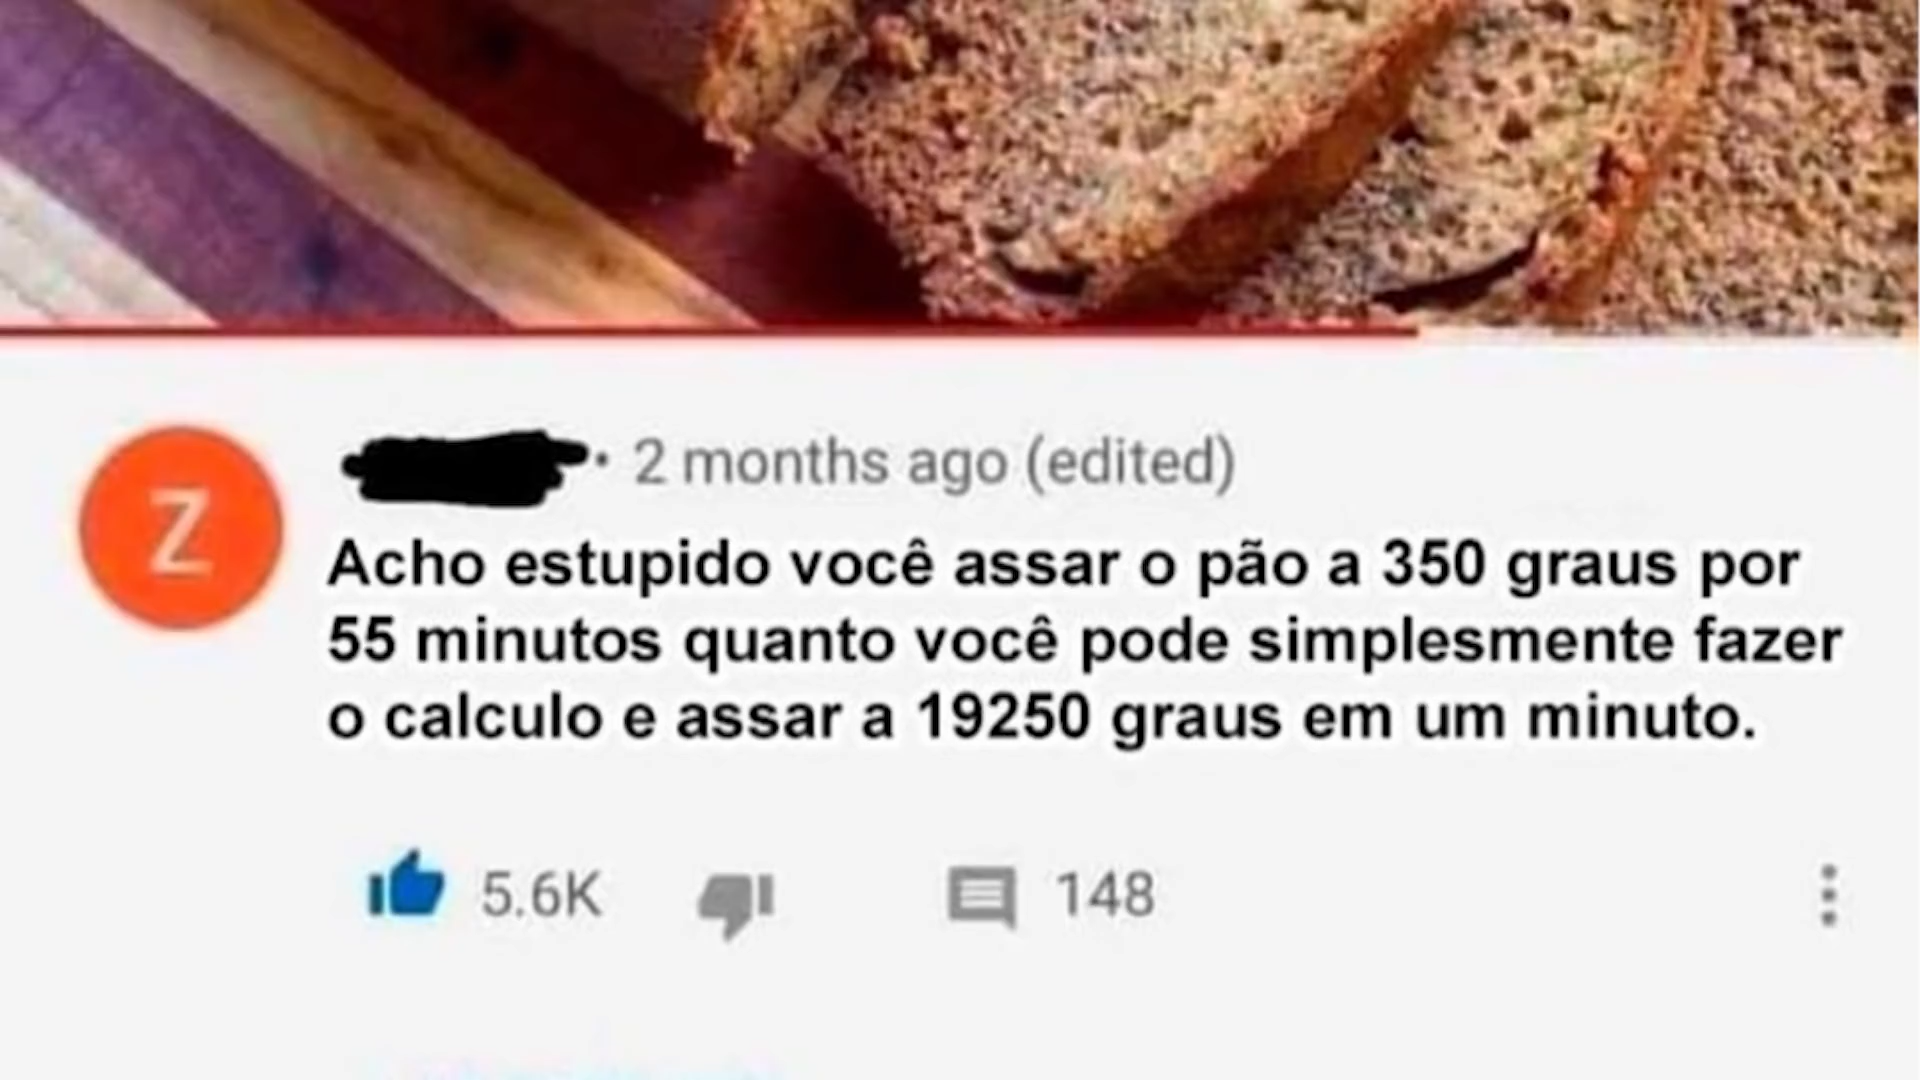 Z
• 2 months ago (edited)
Acho estupido você assar o pão a 350 graus por
55 minutos quanto você pode simplesmente fazer
o calculo e assar a 19250 graus em um minuto.
5.6K 148